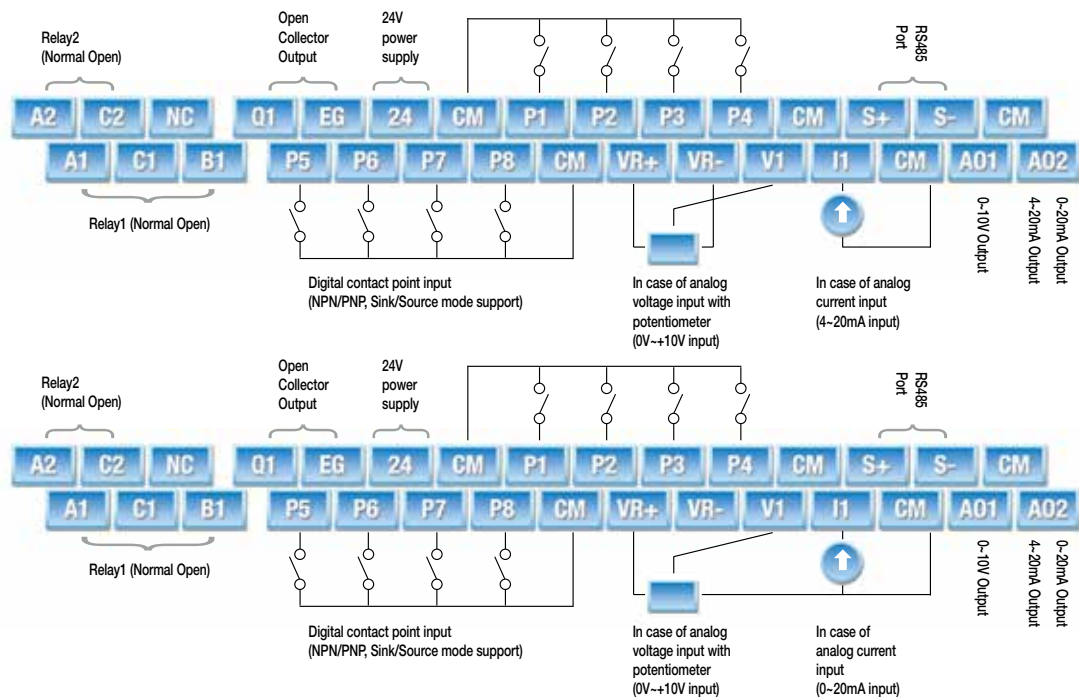 Relay2
(Normal Open)
Open
Collector
Output
24V
power
supply
RS485
Port
A2 C2 NC Q1 EG 24 CM P1 P2 P3 P4 CM S+ S- CM
A1 C1 B1 P5 P6 P7 P8 CM VR+ VR- V1 I1 CM AO1 AO2
Relay1 (Normal Open)
Digital contact point input
(NPN/PNP, Sink/Source mode support)
In case of analog
voltage input with
potentiometer
(0V~+10V input)
In case of analog
current input
(4~20mA input)
0~10V Output
0~20mA Output
4~20mA Output
Relay2
(Normal Open)
Open
Collector
Output
24V
power
supply
RS485
Port
A2 C2 NC Q1 EG 24 CM P1 P2 P3 P4 CM S+ S- CM
A1 C1 B1 P5 P6 P7 P8 CM VR+ VR- V1 I1 CM AO1 AO2
Relay1 (Normal Open)
Digital contact point input
(NPN/PNP, Sink/Source mode support)
In case of analog
voltage input with
potentiometer
(0V~+10V input)
In case of
analog current
input
(0~20mA input)
0~10V Output
0~20mA Output
4~20mA Output